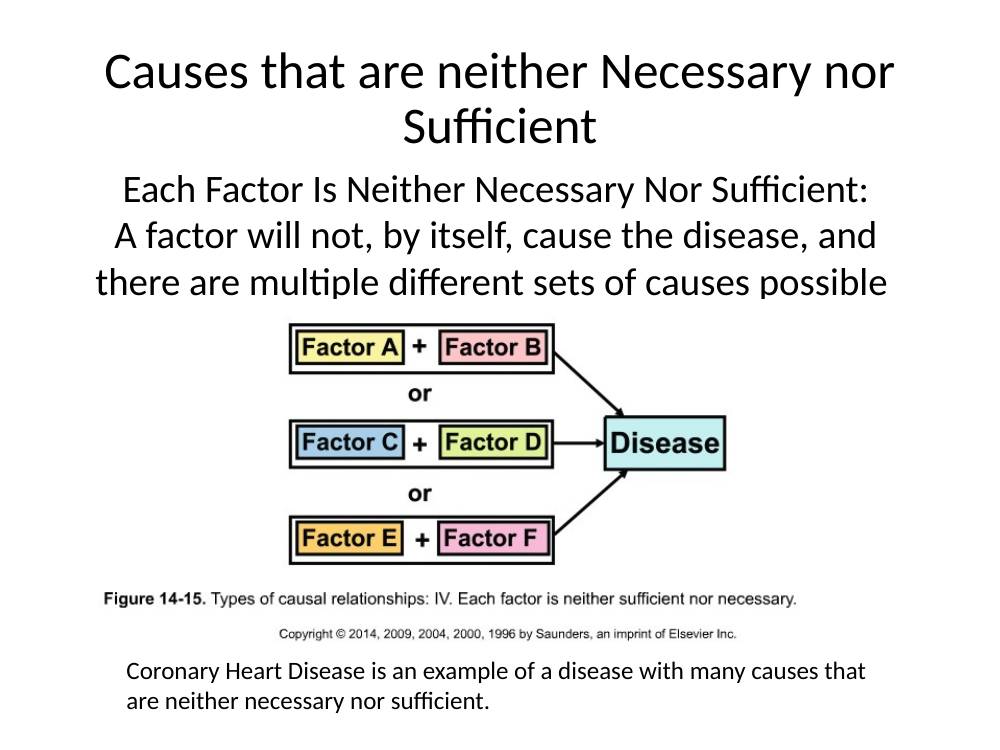 Causes that are neither Necessary nor
Sufficient
Each Factor Is Neither Necessary Nor Sufficient:
A factor will not, by itself, cause the disease, and
there are multiple different sets of causes possible
Factor A + Factor B
or
Factor C + Factor D
Disease
or
Factor E + Factor F
Figure 14-15. Types of causal relationships: IV. Each factor is neither sufficient nor necessary.
Copyright © 2014, 2009, 2004, 2000, 1996 by Saunders, an imprint of Elsevier Inc.
Coronary Heart Disease is an example of a disease with many causes that
are neither necessary nor sufficient.